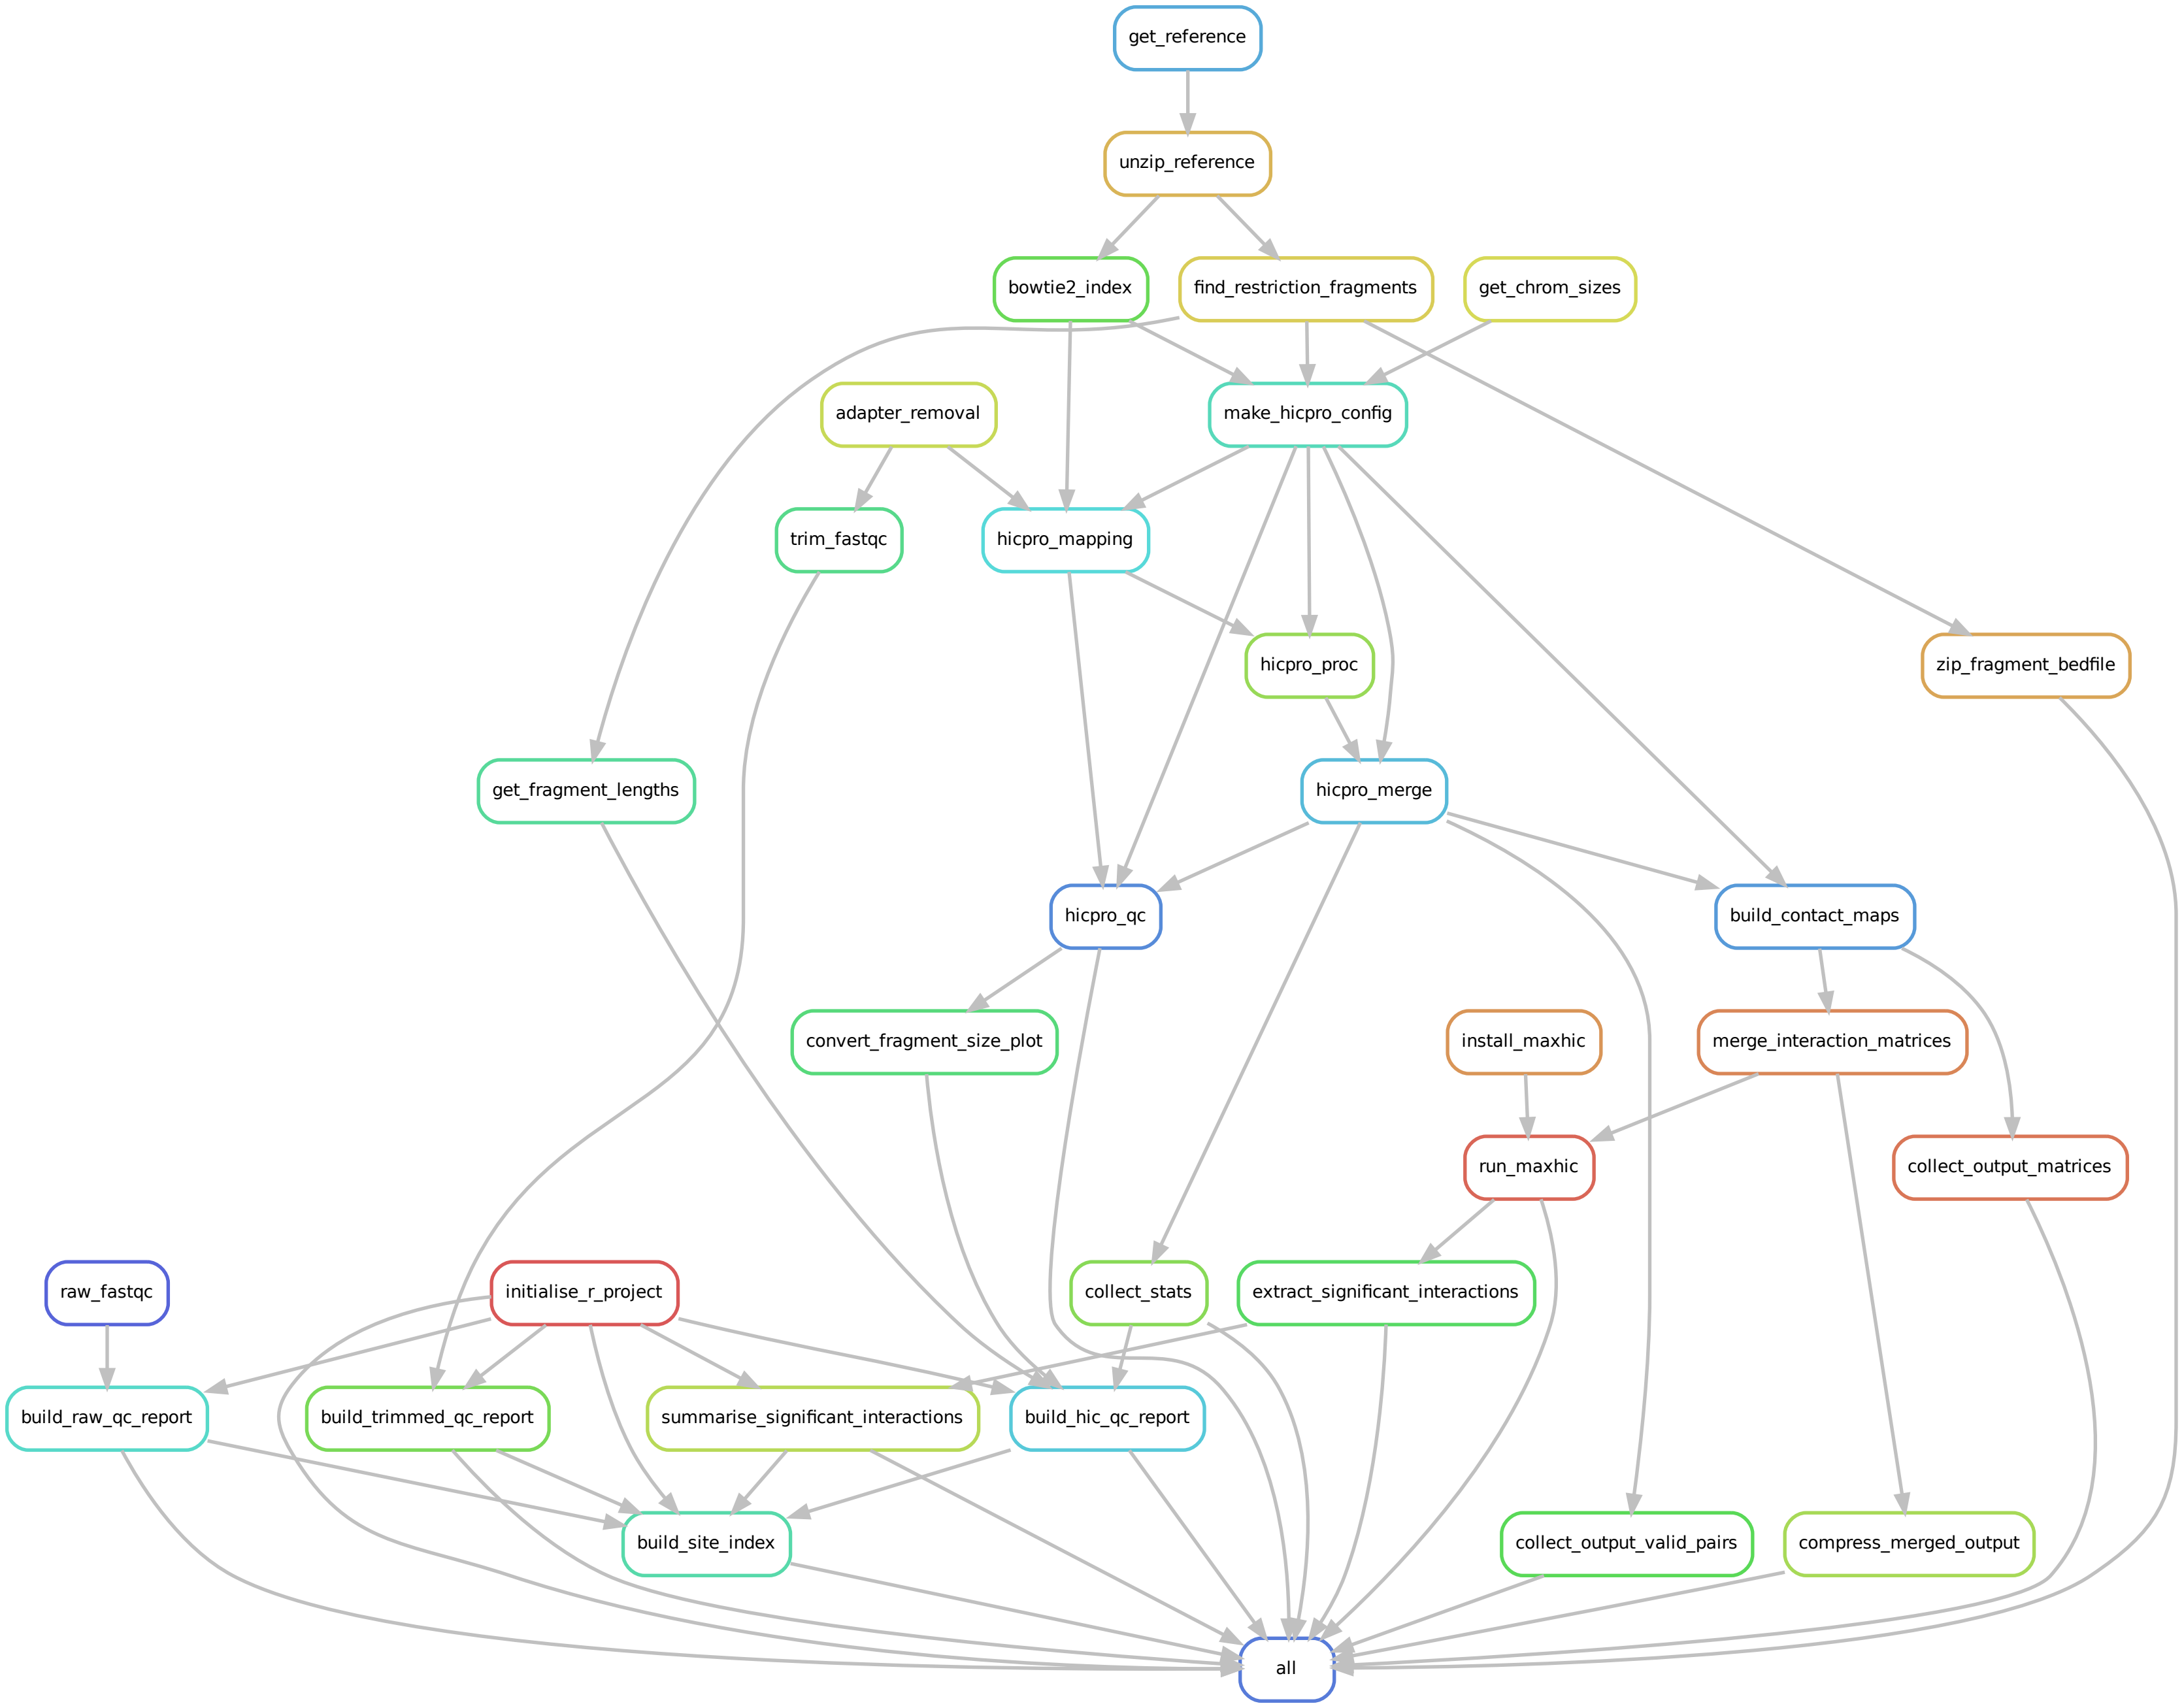 get_reference
unzip_reference
bowtie2_index
find_restriction_fragments
get_chrom_sizes
adapter_removal
make_hicpro_config
trim_fastqc
hicpro_mapping
hicpro_proc
zip_fragment_bedfile
get_fragment_lengths
hicpro_merge
hicpro_qc
build_contact_maps
convert_fragment_size_plot
install_maxhic
merge_interaction_matrices
run_maxhic
collect_output_matrices
raw_fastqc
initialise_r_project
collect_stats
extract_significant_interactions
build_raw_qc_report
build_trimmed_qc_report
summarise_significant_interactions
build_hic_qc_report
build_site_index
collect_output_valid_pairs
compress_merged_output
all